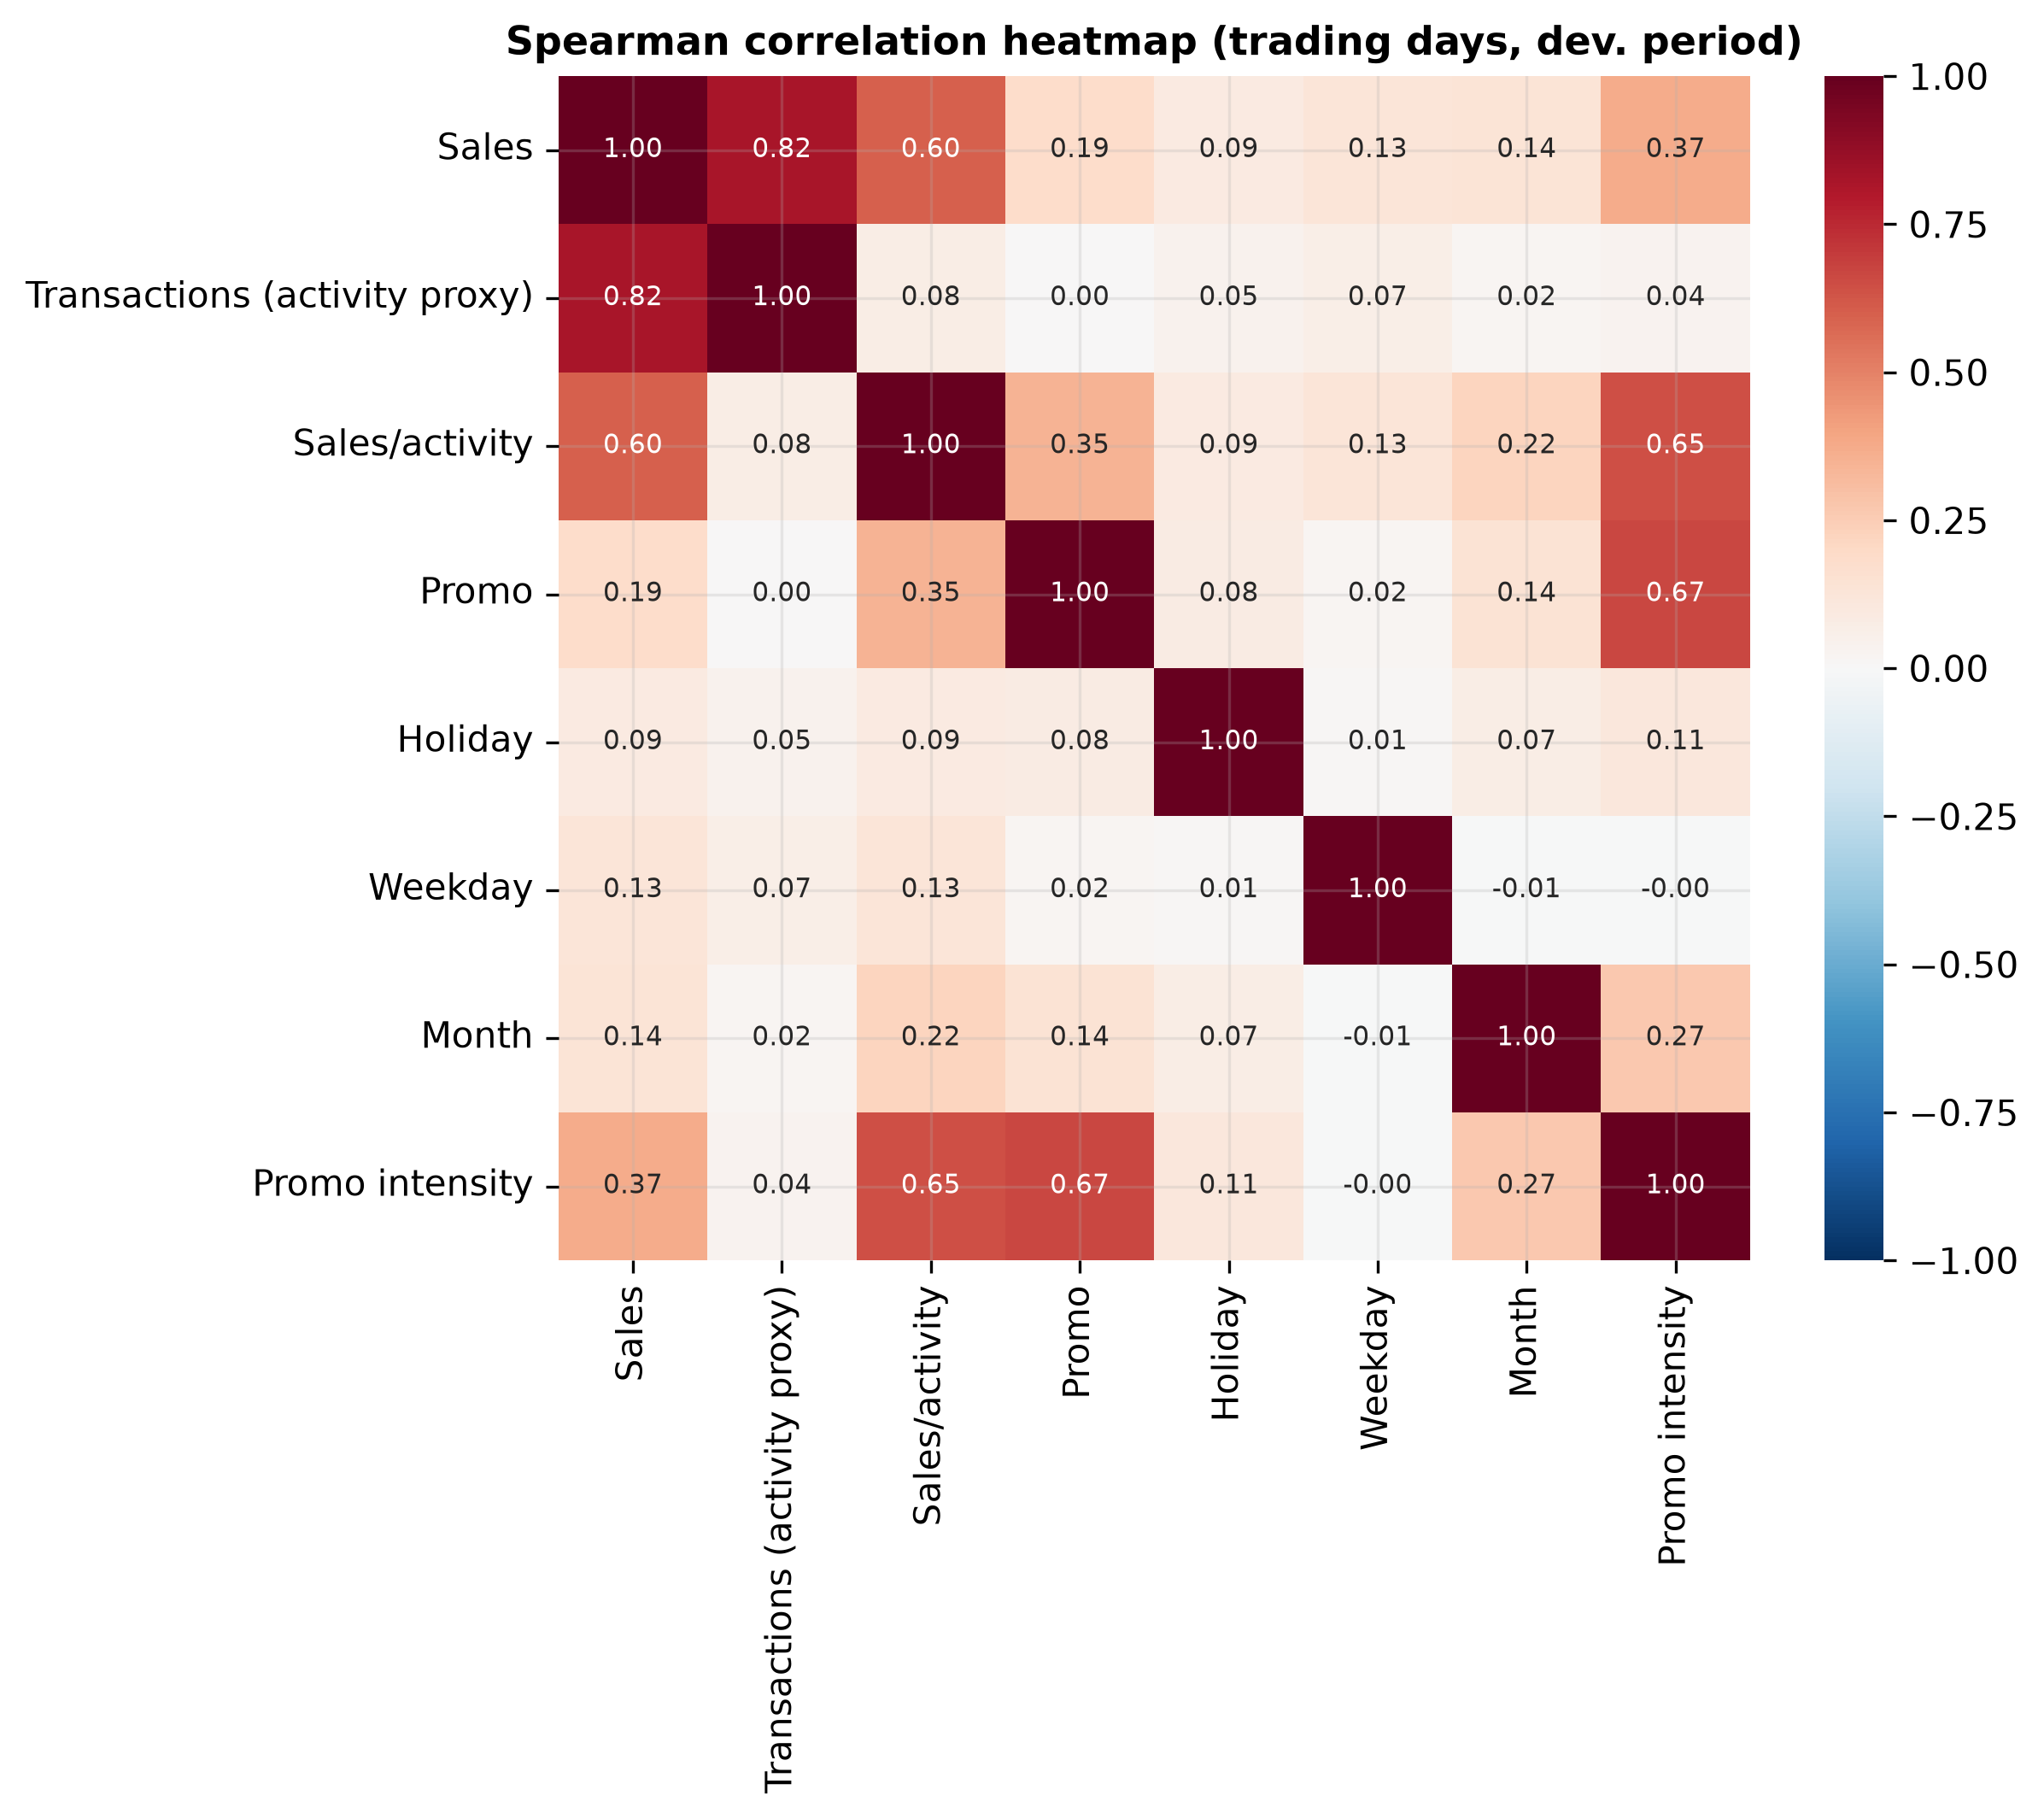 Spearman correlation heatmap (trading days, dev. period)
Sales 1.00 0.82 0.60 0.19 0.09 0.13 0.14 0.37
Transactions (activity proxy) 0.82 1.00 0.08 0.00 0.05 0.07 0.02 0.04
Sales/activity 0.60 0.08 1.00 0.35 0.09 0.13 0.22 0.65
Promo 0.19 0.00 0.35 1.00 0.08 0.02 0.14 0.67
Holiday 0.09 0.05 0.09 0.08 1.00 0.01 0.07 0.11
Weekday 0.13 0.07 0.13 0.02 0.01 1.00 -0.01 -0.00
Month 0.14 0.02 0.22 0.14 0.07 -0.01 1.00 0.27
Promo intensity 0.37 0.04 0.65 0.67 0.11 -0.00 0.27 1.00
Sales
Transactions (activity proxy)
Sales/activity
Promo
Holiday
Weekday
Month
Promo intensity
1.00
0.75
0.50
0.25
0.00
−0.25
−0.50
−0.75
−1.00